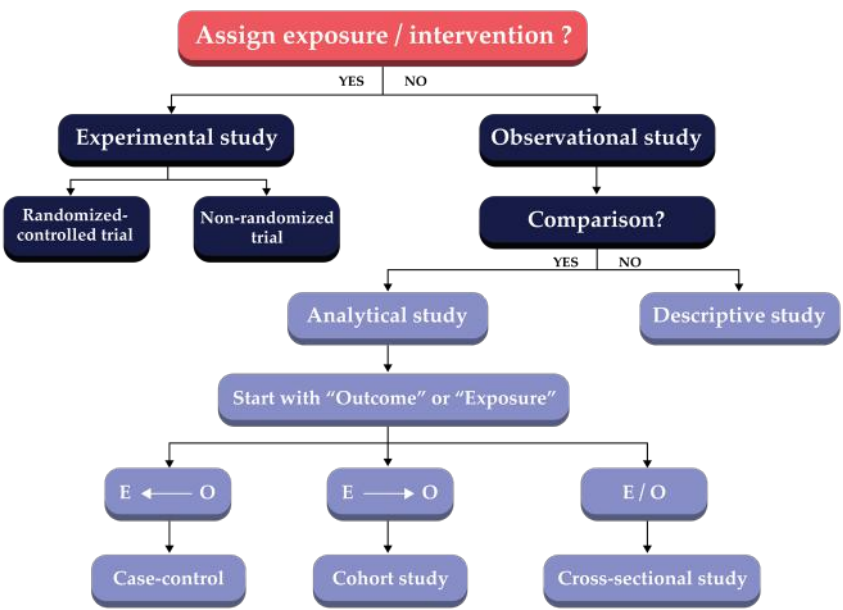 Assign exposure / intervention ?
YES
NO
Experimental study
Observational study
Randomized-
controlled trial
Non-randomized
trial
Comparison?
YES
NO
Analytical study
Descriptive study
Start with “Outcome” or “Exposure”
E ← O
E → O
E / O
Case-control
Cohort study
Cross-sectional study